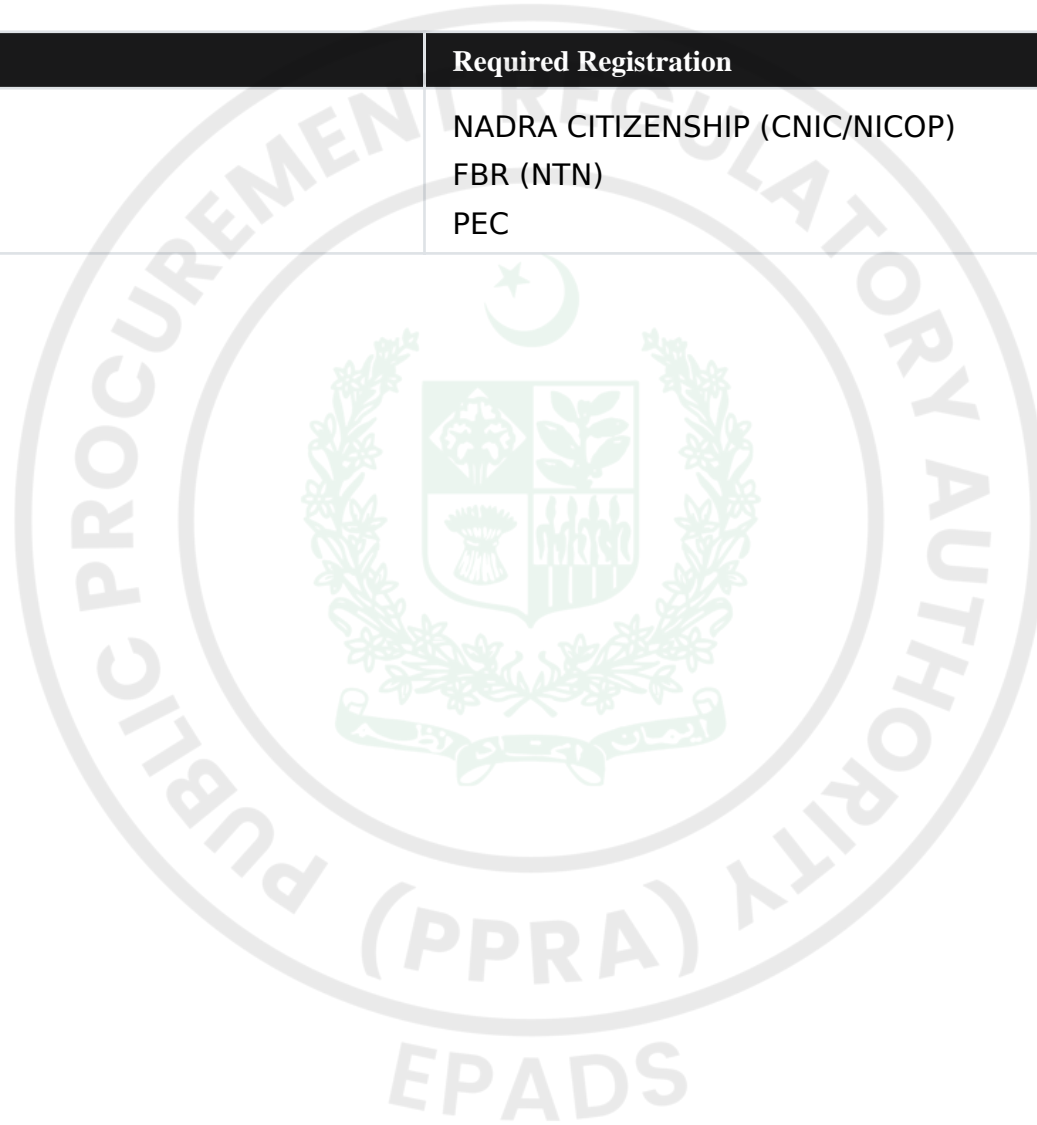 Required Registration
NADRA CITIZENSHIP (CNIC/NICOP)
FBR (NTN)
PEC
PUBLIC PROCUREMENT REGULATORY AUTHORITY
(PPRA)
EPADS